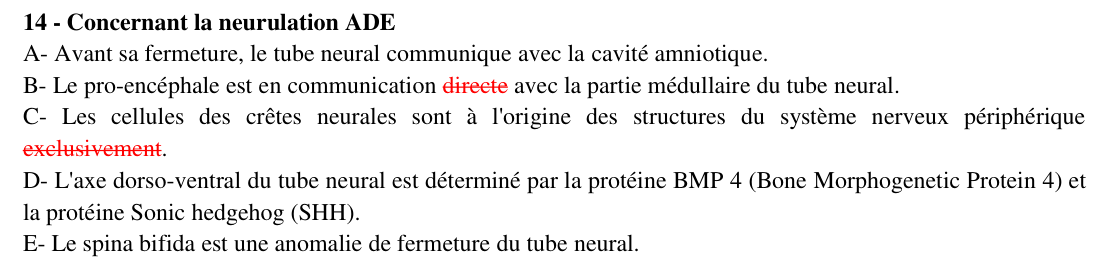 14 - Concernant la neurulation ADE
A- Avant sa fermeture, le tube neural communique avec la cavité amniotique.
B- Le pro-encéphale est en communication directe avec la partie médullaire du tube neural.
C- Les cellules des crêtes neurales sont à l'origine des structures du système nerveux périphérique
exclusivement.
D- L'axe dorso-ventral du tube neural est déterminé par la protéine BMP 4 (Bone Morphogenetic Protein 4) et
la protéine Sonic hedgehog (SHH).
E- Le spina bifida est une anomalie de fermeture du tube neural.